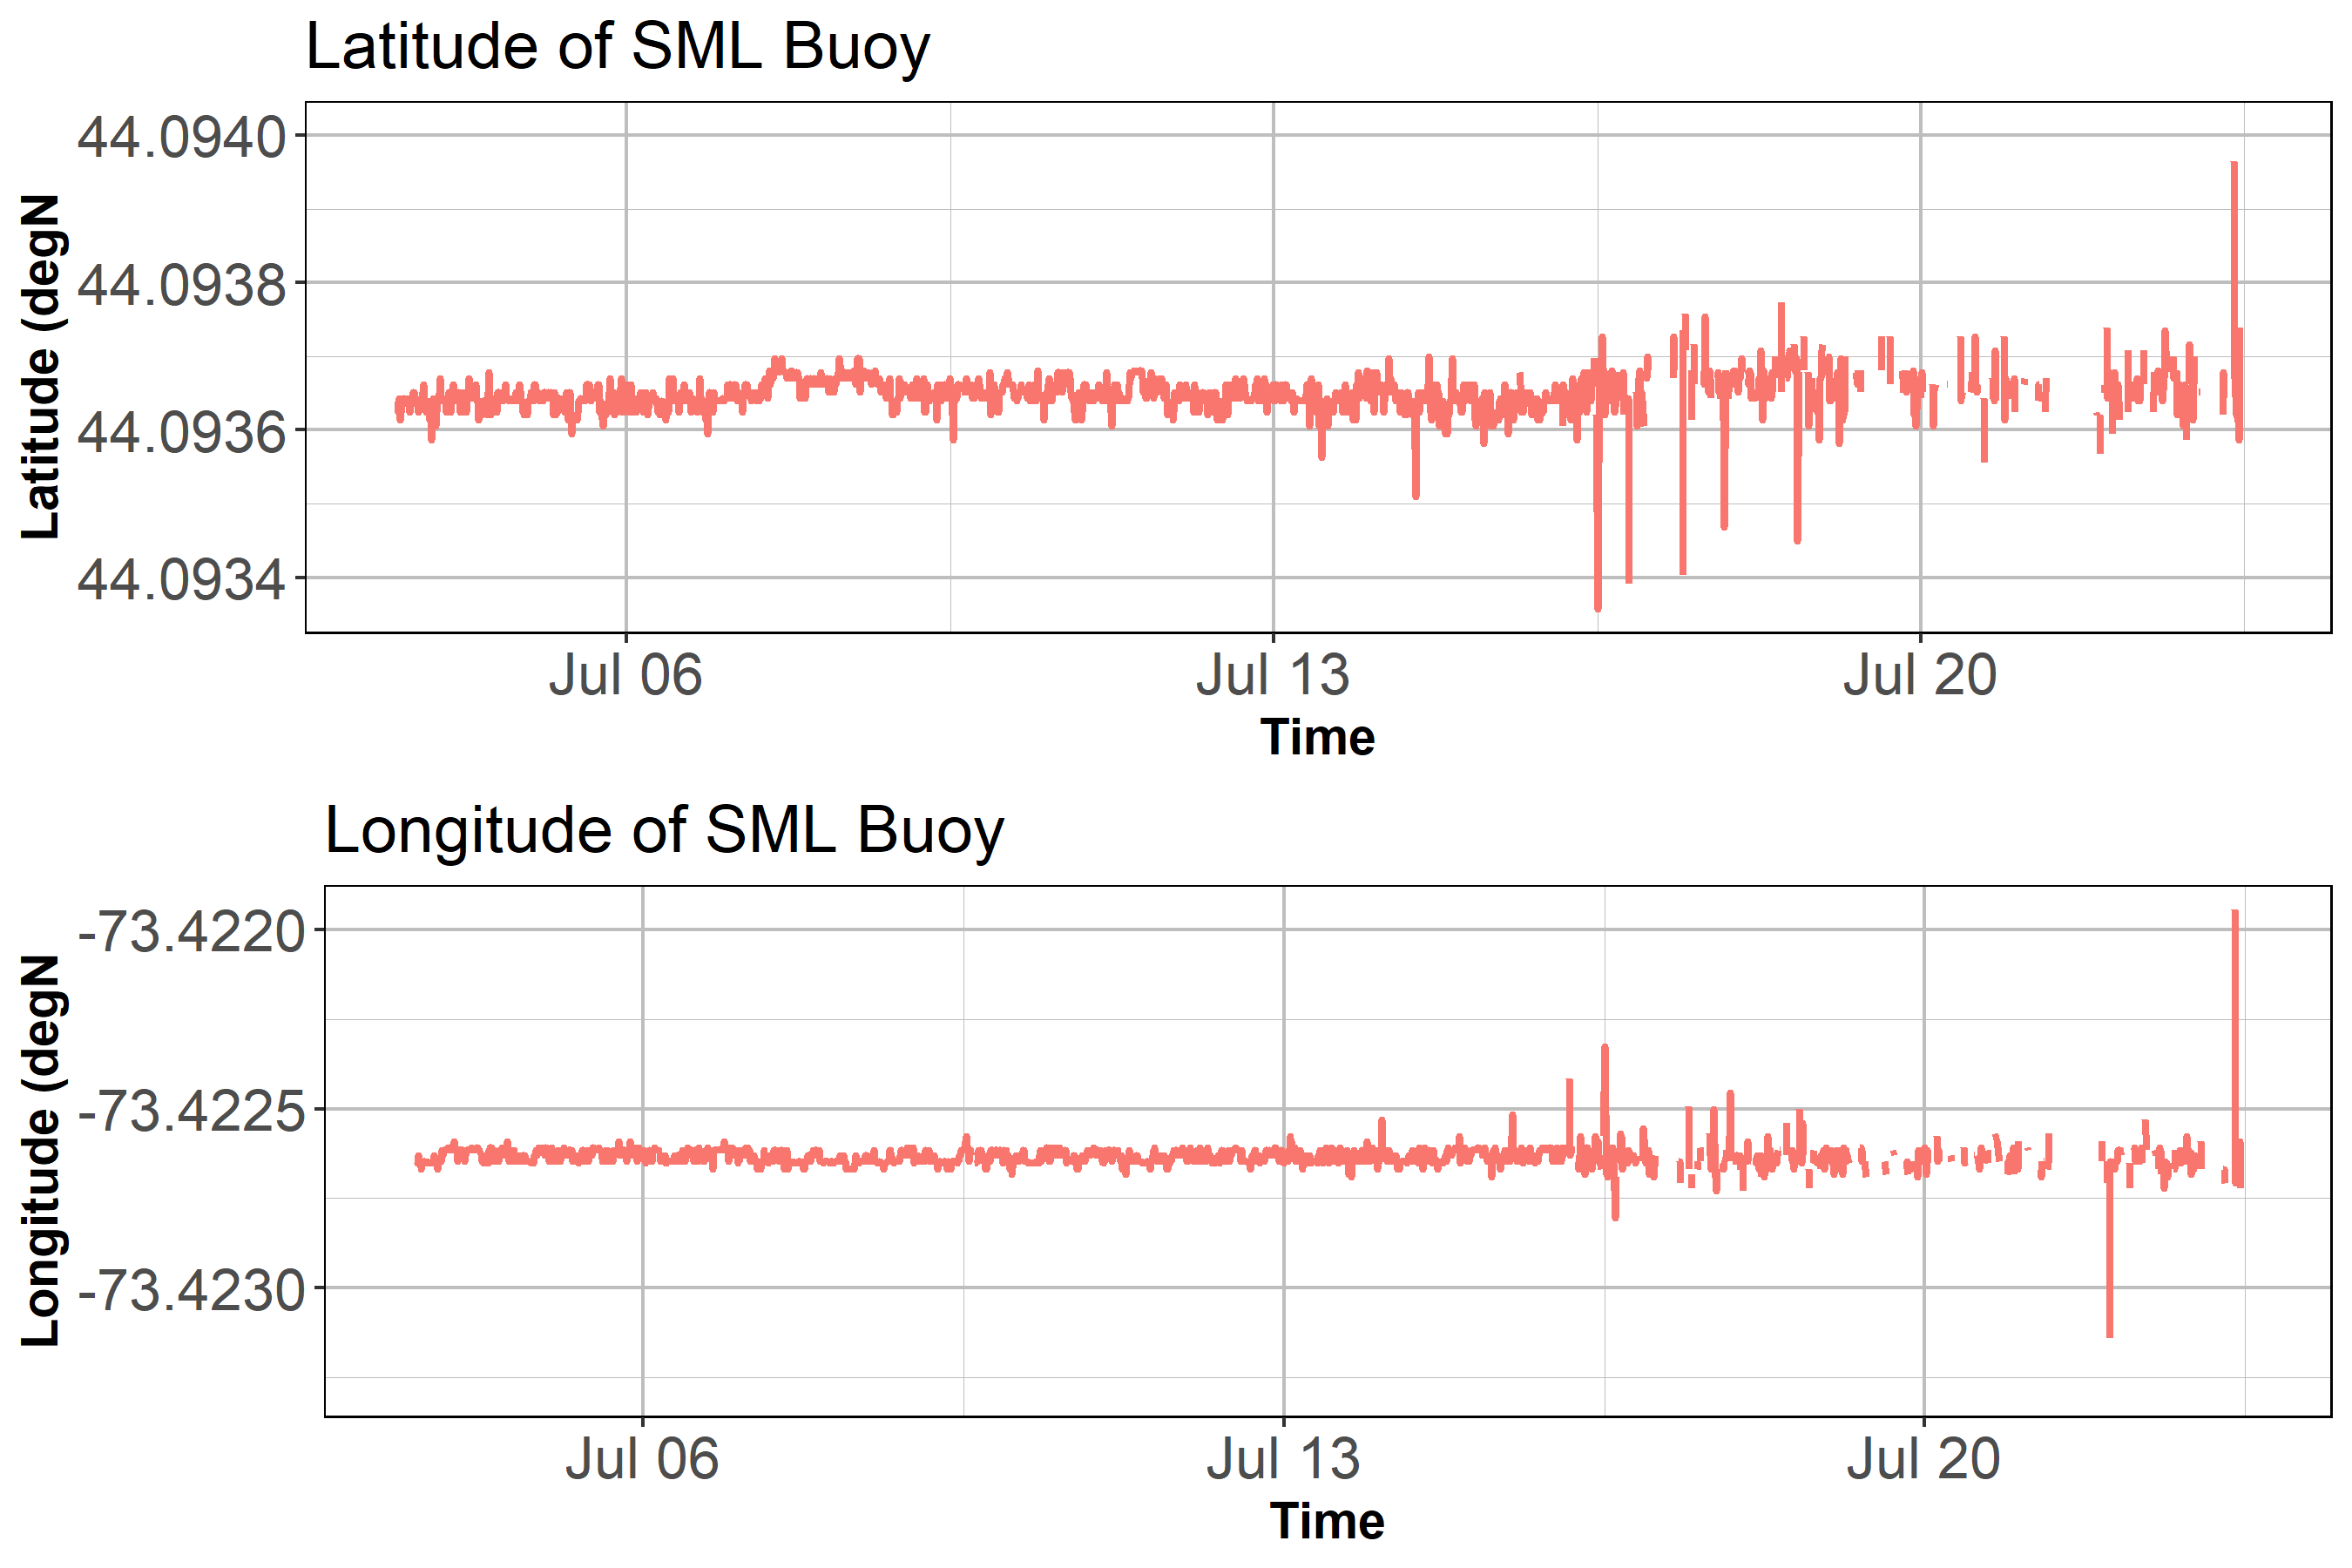 Latitude of SML Buoy
Latitude (degN
44.0940
44.0938
44.0936
44.0934
Jul 06 Jul 13 Jul 20
Time
Longitude of SML Buoy
Longitude (degN
-73.4220
-73.4225
-73.4230
Jul 06 Jul 13 Jul 20
Time